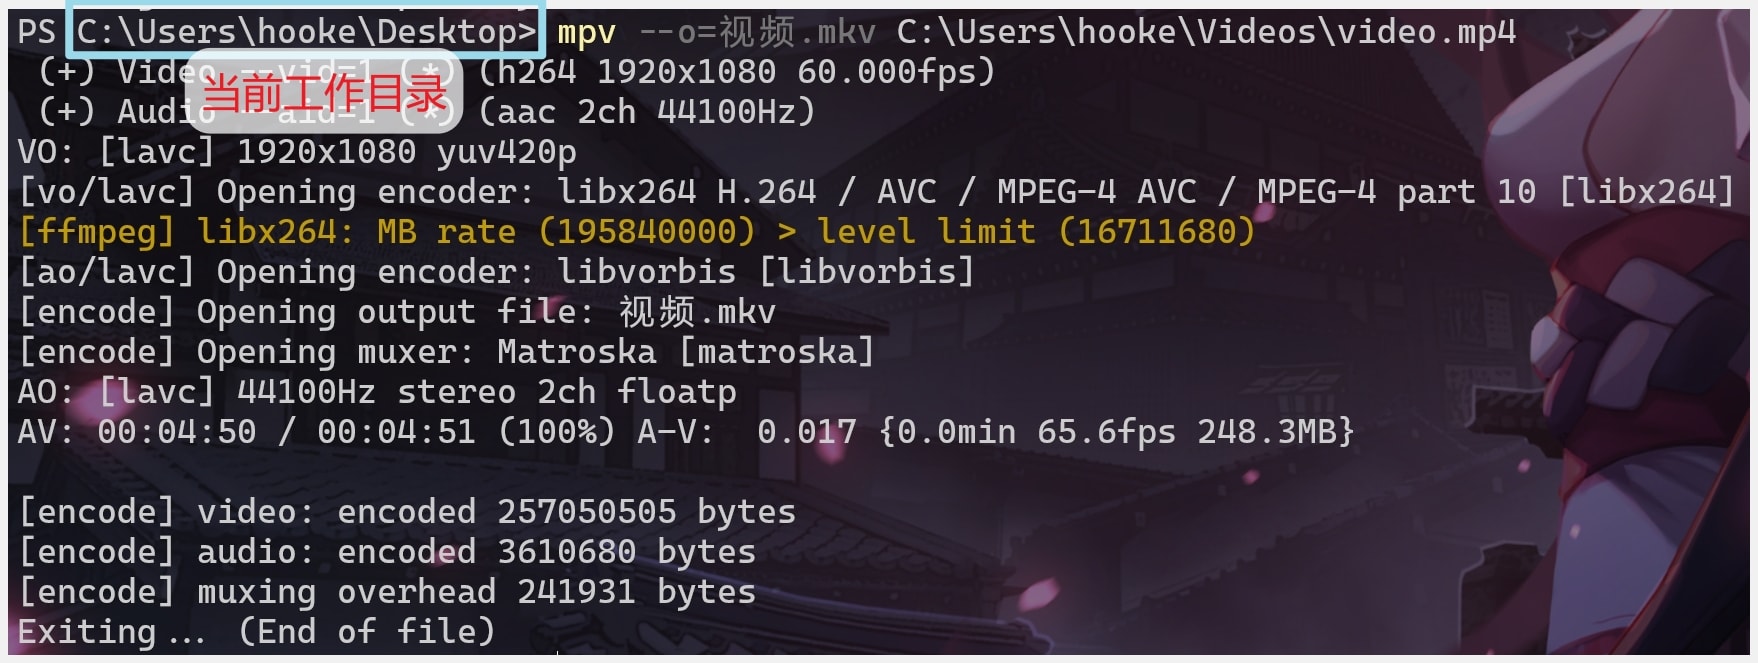 PS C:\Users\hooke\Desktop> mpv --o=视频.mkv C:\Users\hooke\Videos\video.mp4
(+) Video --vid=1 (*) (h264 1920x1080 60.000fps)
当前工作目录
(+) Audio --aid=1 (*) (aac 2ch 44100Hz)
VO: [lavc] 1920x1080 yuv420p
[vo/lavc] Opening encoder: libx264 H.264 / AVC / MPEG-4 AVC / MPEG-4 part 10 [libx264]
[ffmpeg] libx264: MB rate (195840000) > level limit (16711680)
[ao/lavc] Opening encoder: libvorbis [libvorbis]
[encode] Opening output file: 视频.mkv
[encode] Opening muxer: Matroska [matroska]
AO: [lavc] 44100Hz stereo 2ch floatp
AV: 00:04:50 / 00:04:51 (100%) A-V:  0.017 {0.0min 65.6fps 248.3MB}
[encode] video: encoded 257050505 bytes
[encode] audio: encoded 3610680 bytes
[encode] muxing overhead 241931 bytes
Exiting... (End of file)